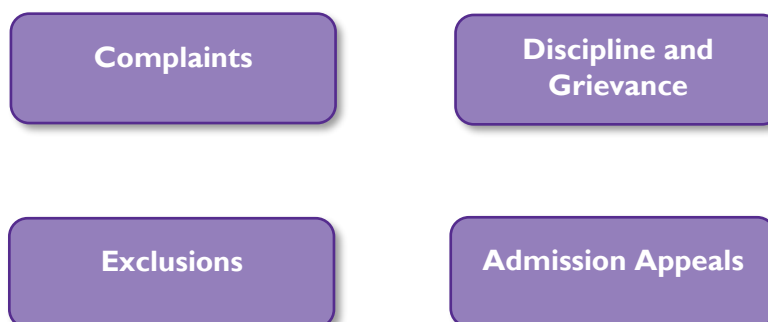 Complaints
Discipline and
Grievance
Exclusions
Admission Appeals